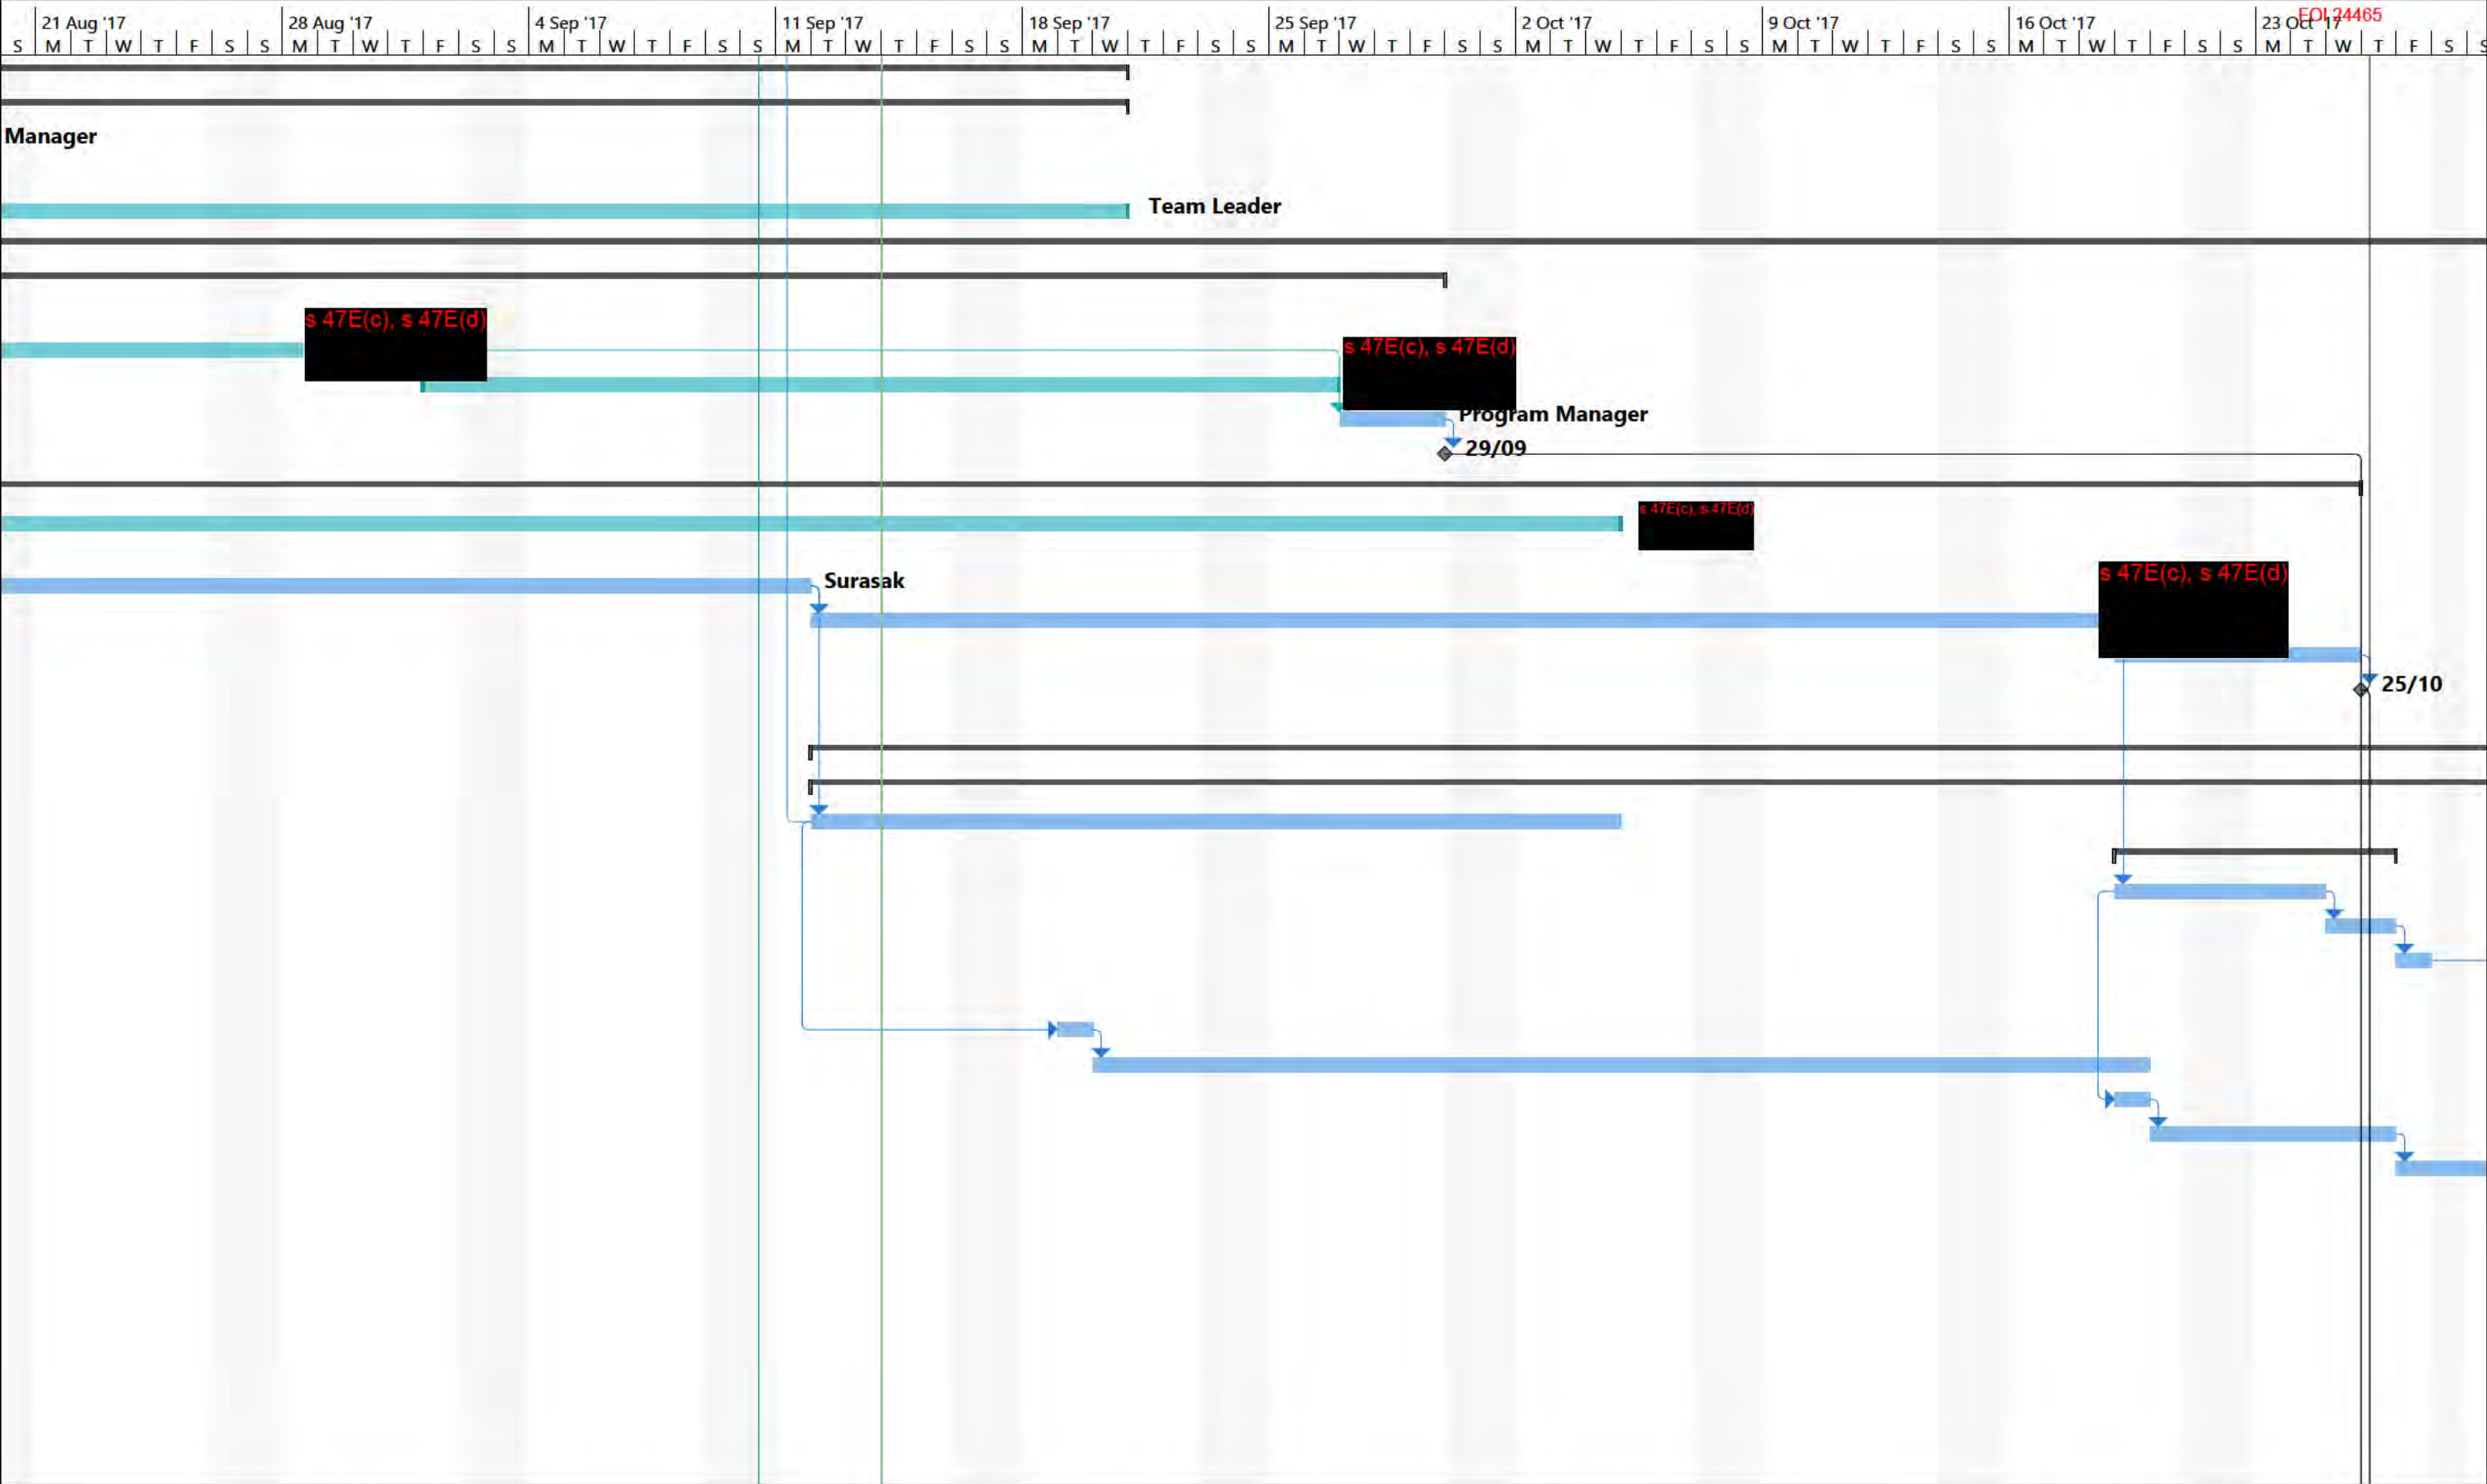 21 Aug '17 28 Aug '17 4 Sep '17 11 Sep '17 18 Sep '17 25 Sep '17 2 Oct '17 9 Oct '17 16 Oct '17 23 Oct '17 FOI 24465
S M T W T F S S M T W T F S S M T W T F S S M T W T F S S M T W T F S S M T W T F S S M T W T F S S M T W T F S S M T W T F S S M T W T F S S
Manager
Team Leader
s 47E(c), s 47E(d)
s 47E(c), s 47E(d)
Program Manager
29/09
s 47E(c), s 47E(d)
Surasak
s 47E(c), s 47E(d)
25/10